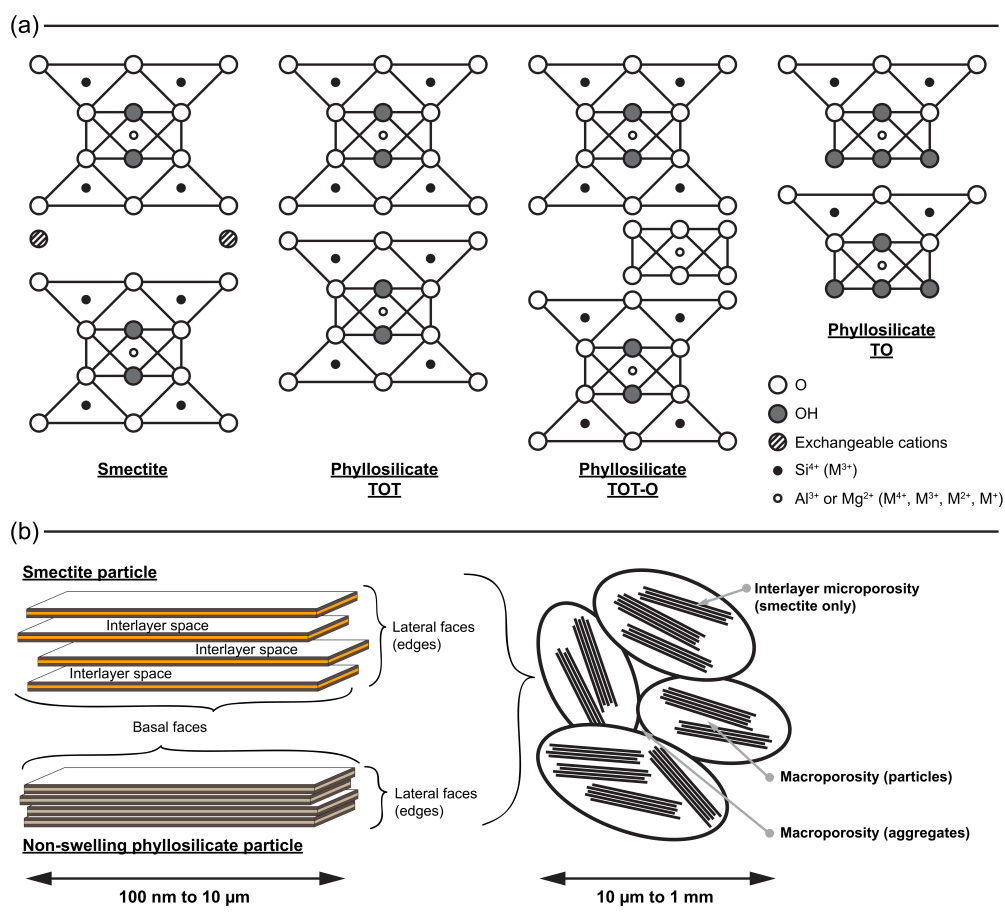 (a)
Smectite
Phyllosilicate
TOT
Phyllosilicate
TOT-O
Phyllosilicate
TO
O
OH
Exchangeable cations
Si⁴⁺ (M³⁺)
Al³⁺ or Mg²⁺ (M⁴⁺, M³⁺, M²⁺, M⁺)
(b)
Smectite particle
Interlayer space
Interlayer space
Interlayer space
Lateral faces
(edges)
Basal faces
Lateral faces
(edges)
Non-swelling phyllosilicate particle
100 nm to 10 µm
Interlayer microporosity
(smectite only)
Macroporosity (particles)
Macroporosity (aggregates)
10 µm to 1 mm